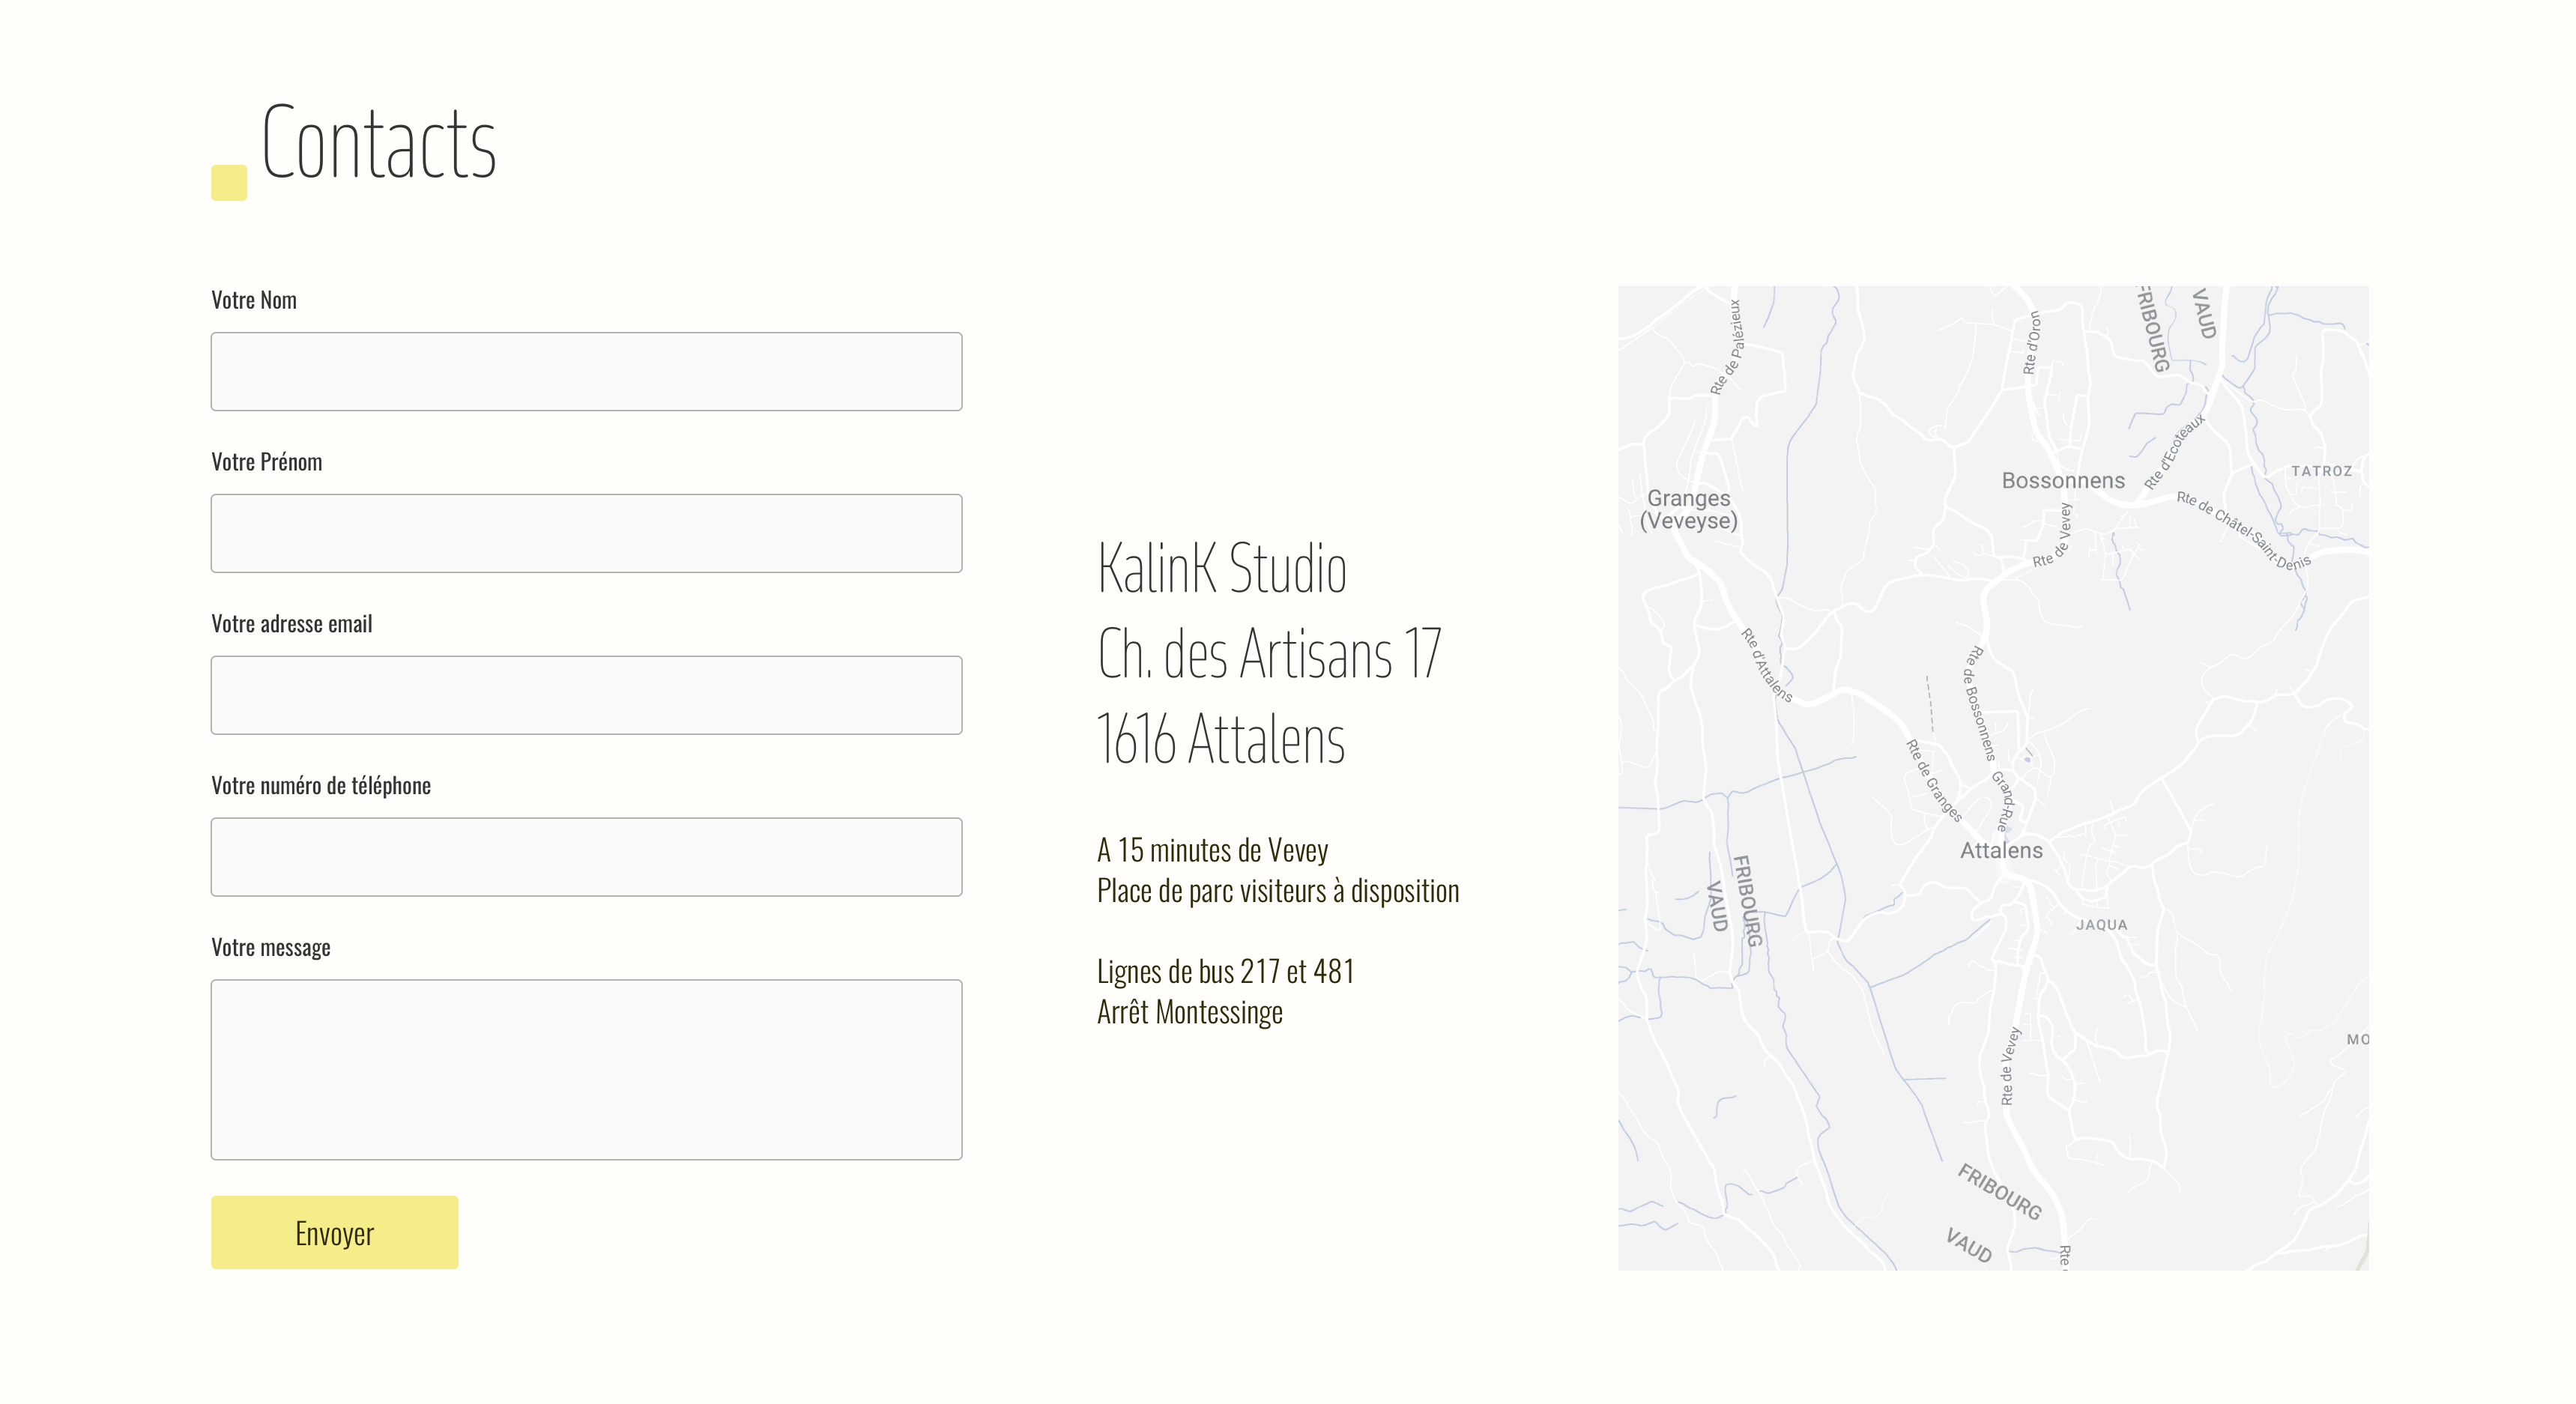 Contacts
Votre Nom
Votre Prénom
Votre adresse email
Votre numéro de téléphone
Votre message
Envoyer
KalinK Studio
Ch. des Artisans 17
1616 Attalens
A 15 minutes de Vevey
Place de parc visiteurs à disposition
Lignes de bus 217 et 481
Arrêt Montessinge
Rte de Palézieux
Rte d'Oron
FRIBOURG
VAUD
Rte d'Ecoteaux
TATROZ
Bossonnens
Granges
(Veveyse)
Rte de Châtel-Saint-Denis
Rte de Vevey
Rte d'Attalens
Rte de Bossonnens
Rte de Granges
Grand-Rue
Attalens
FRIBOURG
VAUD
JAQUA
MO
Rte de Vevey
FRIBOURG
VAUD
Rte